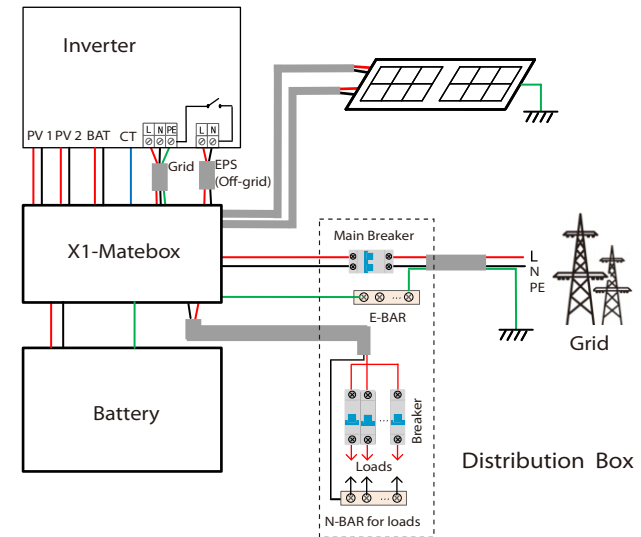 Inverter
PV 1 PV 2 BAT CT
L N PE
L N
Grid
EPS
(Off-grid)
X1-Matebox
Main Breaker
L
N
PE
E-BAR
Grid
Battery
Breaker
Loads
Distribution Box
N-BAR for loads